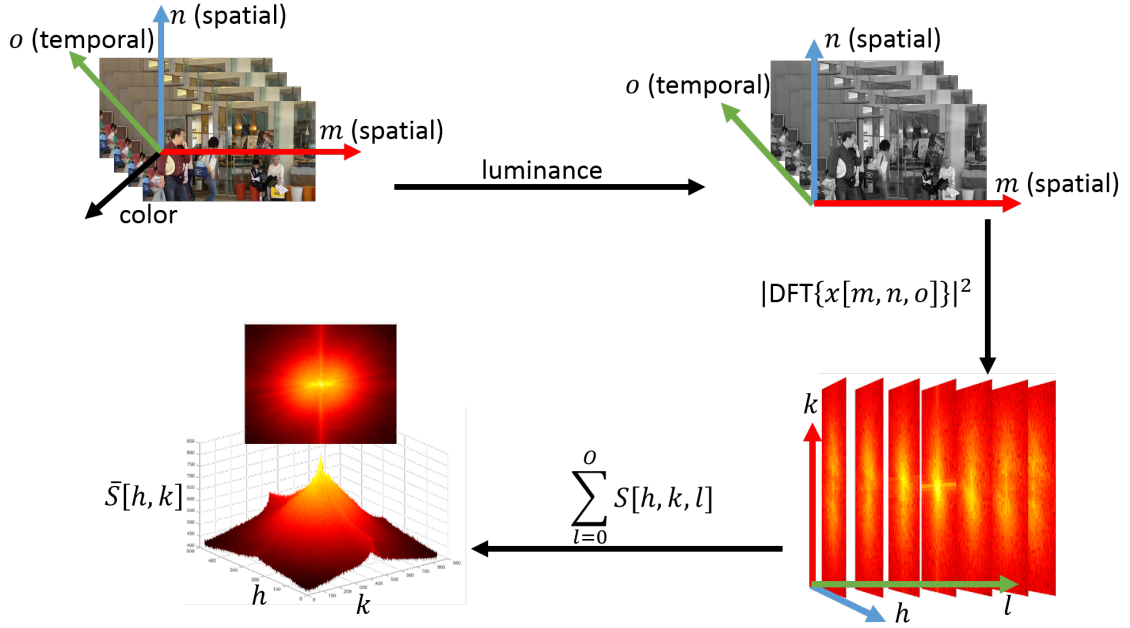 n (spatial)
o (temporal)
m (spatial)
color
luminance
n (spatial)
o (temporal)
m (spatial)
|DFT{x[m, n, o]}|²
k
h
l
O
∑ S[h, k, l]
l=0
S̄[h, k]
h
k